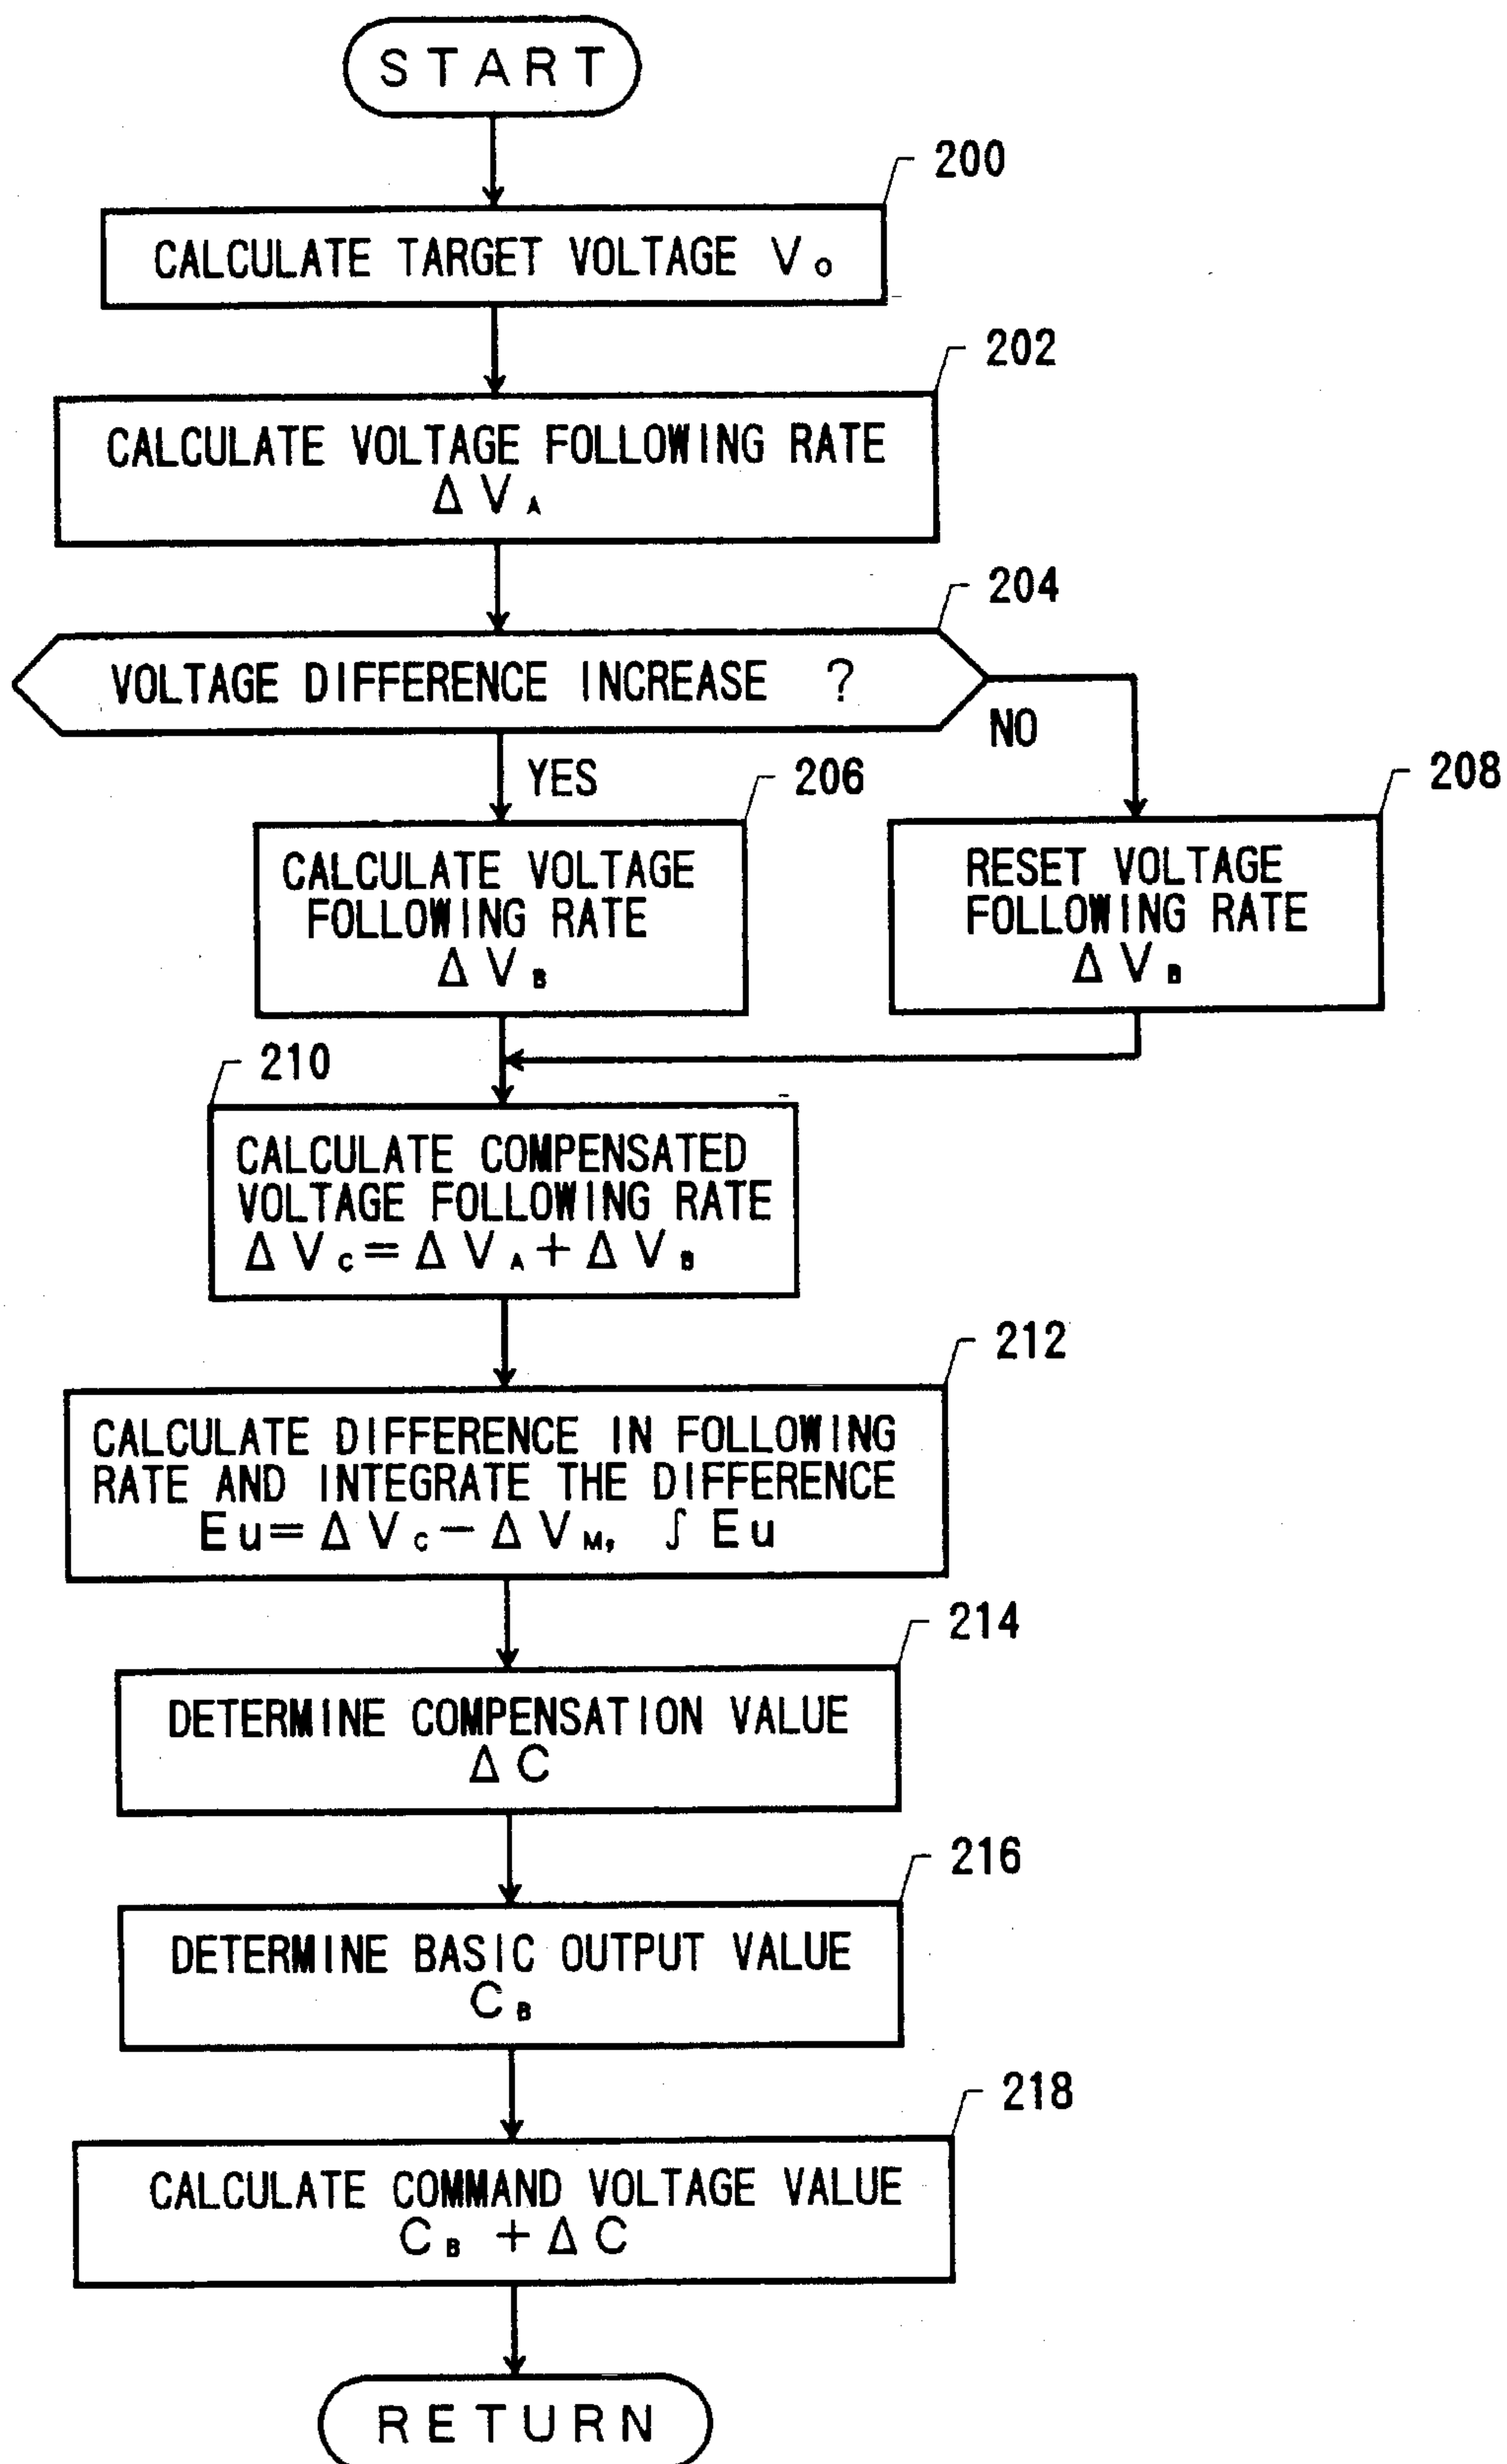 START
200
CALCULATE TARGET VOLTAGE V₀
202
CALCULATE VOLTAGE FOLLOWING RATE
ΔV_A
204
VOLTAGE DIFFERENCE INCREASE ?
NO
YES
206
208
CALCULATE VOLTAGE
FOLLOWING RATE
ΔV_B
RESET VOLTAGE
FOLLOWING RATE
ΔV_B
210
CALCULATE COMPENSATED
VOLTAGE FOLLOWING RATE
ΔV_C=ΔV_A+ΔV_B
212
CALCULATE DIFFERENCE IN FOLLOWING
RATE AND INTEGRATE THE DIFFERENCE
Eu=ΔV_C−ΔV_M, ∫Eu
214
DETERMINE COMPENSATION VALUE
ΔC
216
DETERMINE BASIC OUTPUT VALUE
C_B
218
CALCULATE COMMAND VOLTAGE VALUE
C_B+ΔC
RETURN